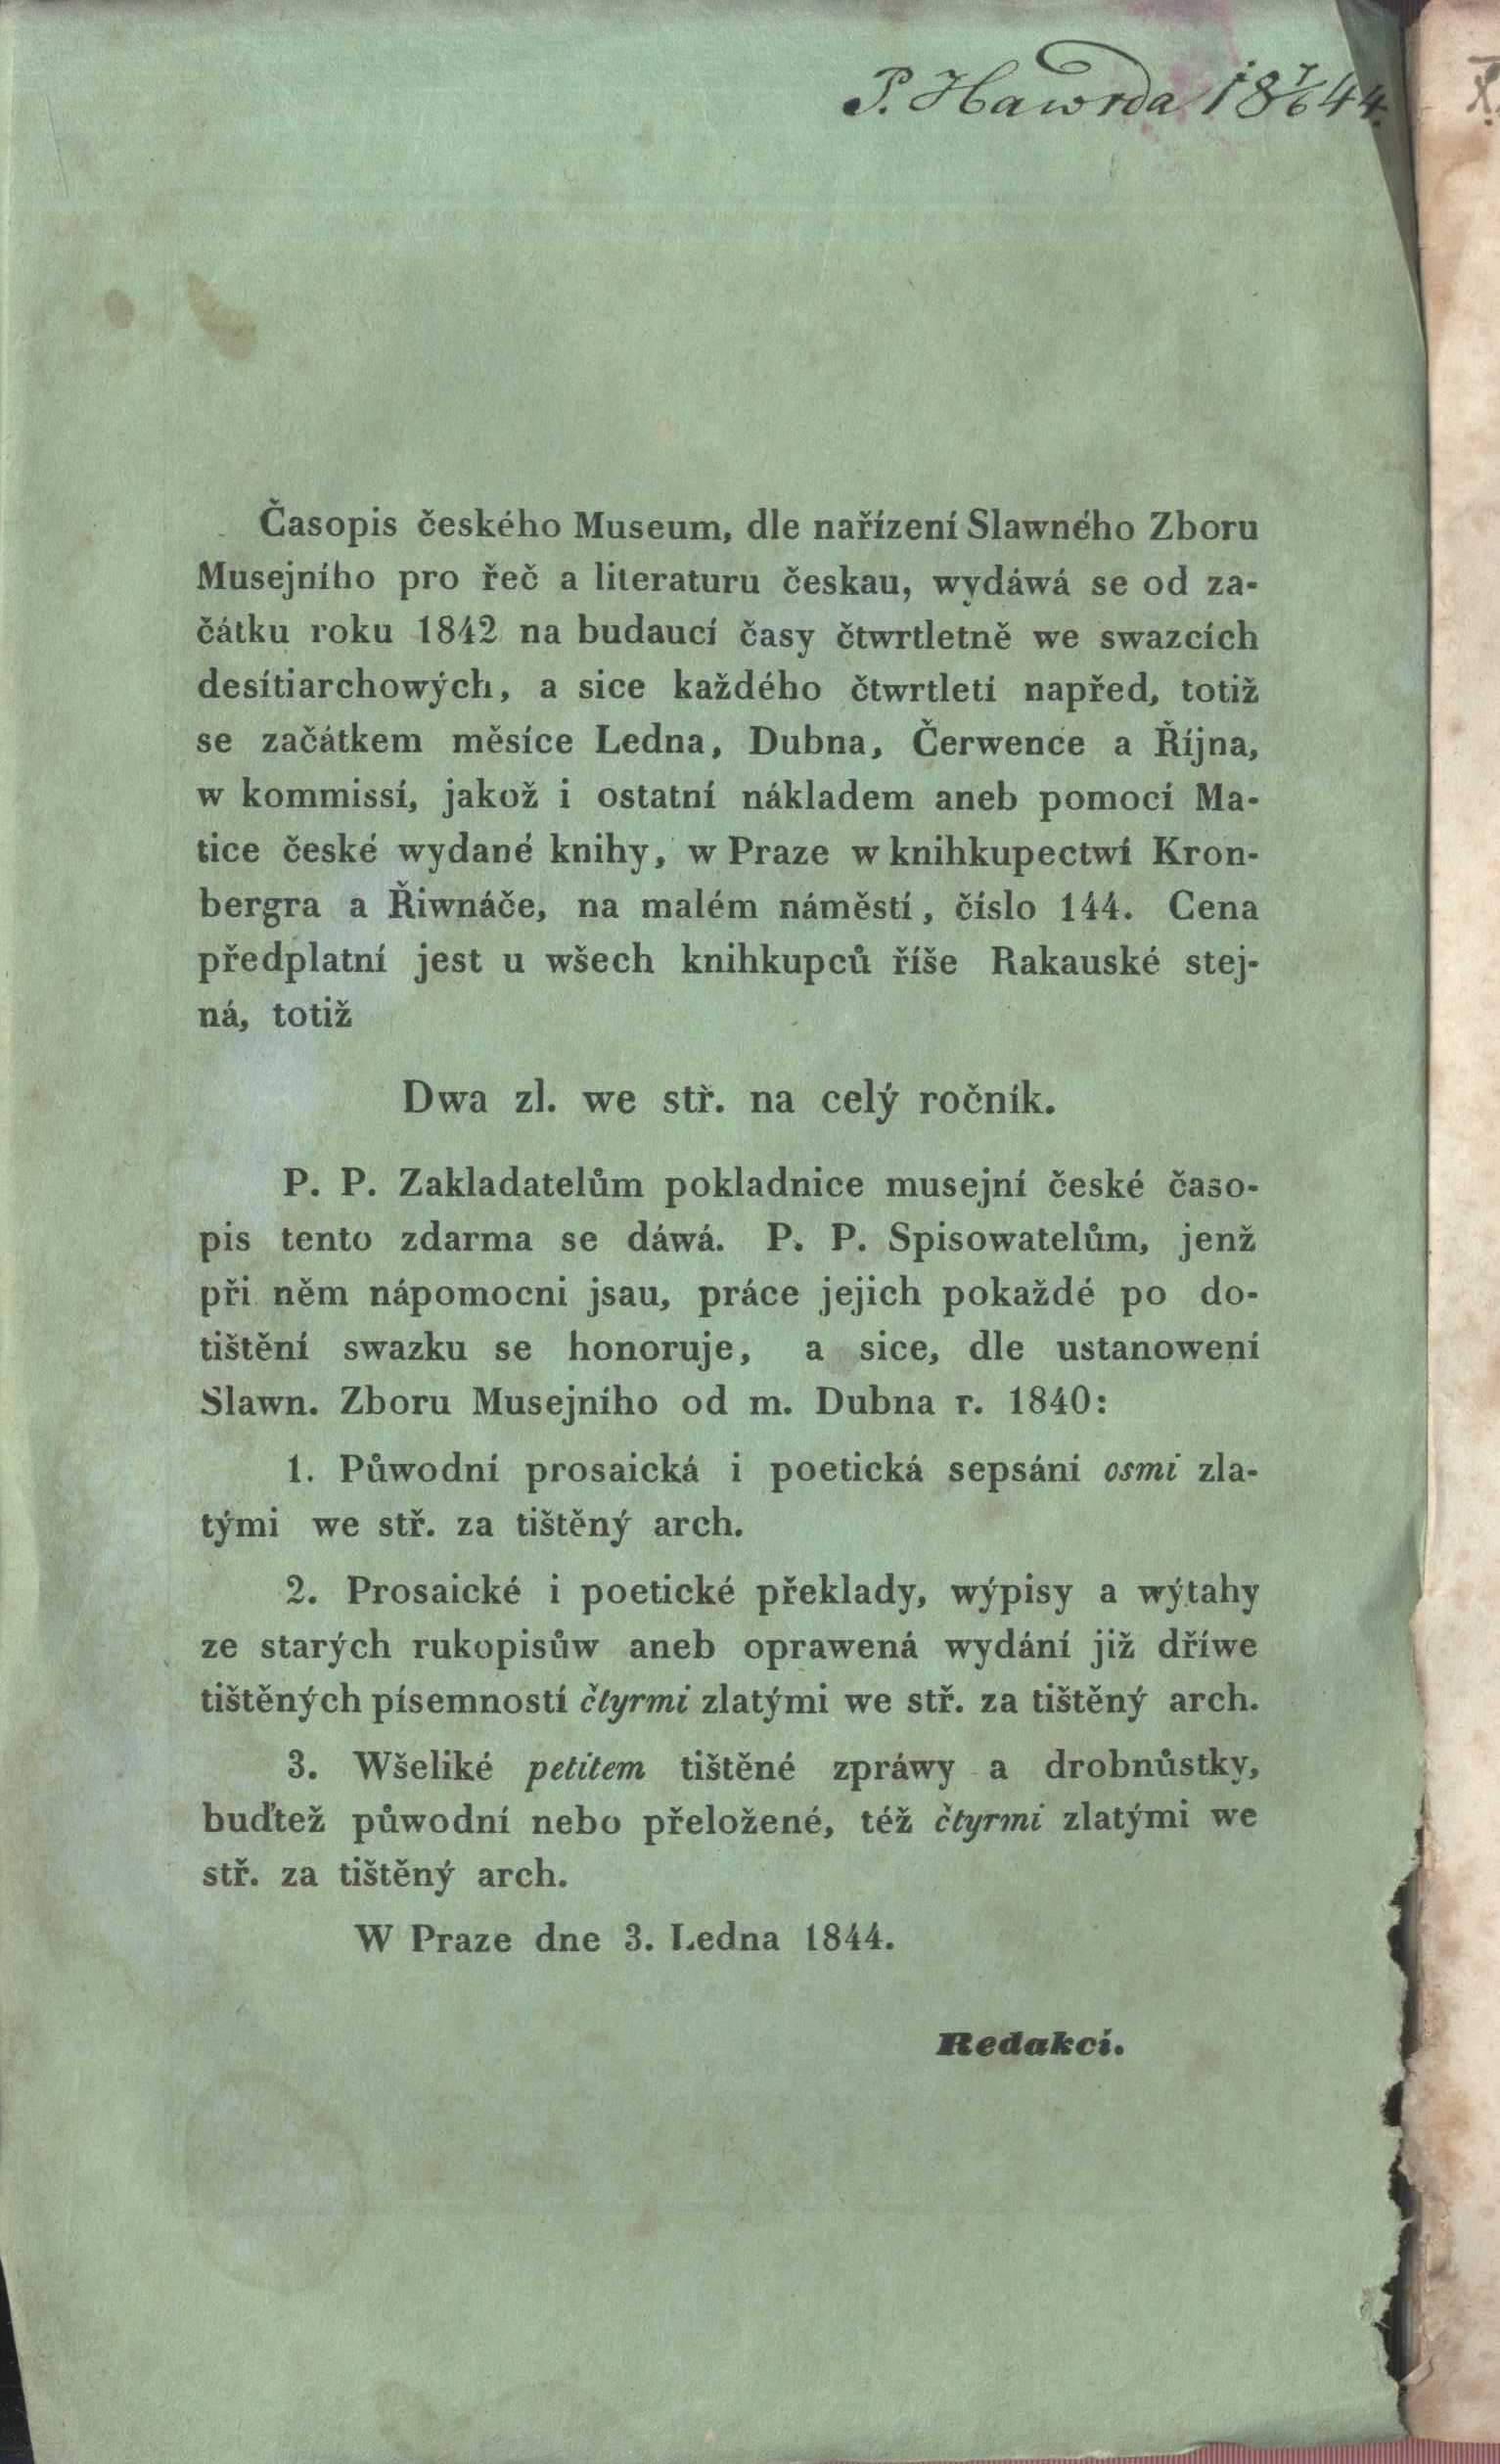 P. Hawrda 18 7/6 44.
Časopis českého Museum, dle nařízení Slawného Zboru
Musejního pro řeč a literaturu českau, wydáwá se od za-
čátku roku 1842 na budaucí časy čtwrtletně we swazcích
desítiarchowých, a sice každého čtwrtletí napřed, totiž
se začátkem měsíce Ledna, Dubna, Čerwence a Října,
w kommissí, jakož i ostatní nákladem aneb pomocí Ma-
tice české wydané knihy, w Praze w knihkupectwí Kron-
bergra a Řiwnáče, na malém náměstí, číslo 144. Cena
předplatní jest u wšech knihkupců říše Rakauské stej-
ná, totiž
Dwa zl. we stř. na celý ročník.
P. P. Zakladatelům pokladnice musejní české časo-
pis tento zdarma se dáwá. P. P. Spisowatelům, jenž
při něm nápomocni jsau, práce jejich pokaždé po do-
tištění swazku se honoruje, a sice, dle ustanowení
Slawn. Zboru Musejního od m. Dubna r. 1840:
1. Půwodní prosaická i poetická sepsání osmi zla-
tými we stř. za tištěný arch.
2. Prosaické i poetické překlady, wýpisy a wýtahy
ze starých rukopisůw aneb oprawená wydání již dříwe
tištěných písemností čtyrmi zlatými we stř. za tištěný arch.
3. Wšeliké petitem tištěné zpráwy a drobnůstky,
buďtež půwodní nebo přeložené, též čtyrmi zlatými we
stř. za tištěný arch.
W Praze dne 3. Ledna 1844.
Redakcí.